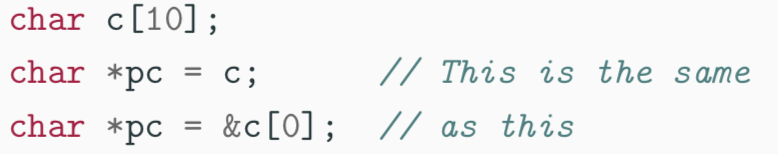 char c[10];
char *pc = c; // This is the same
char *pc = &c[0]; // as this